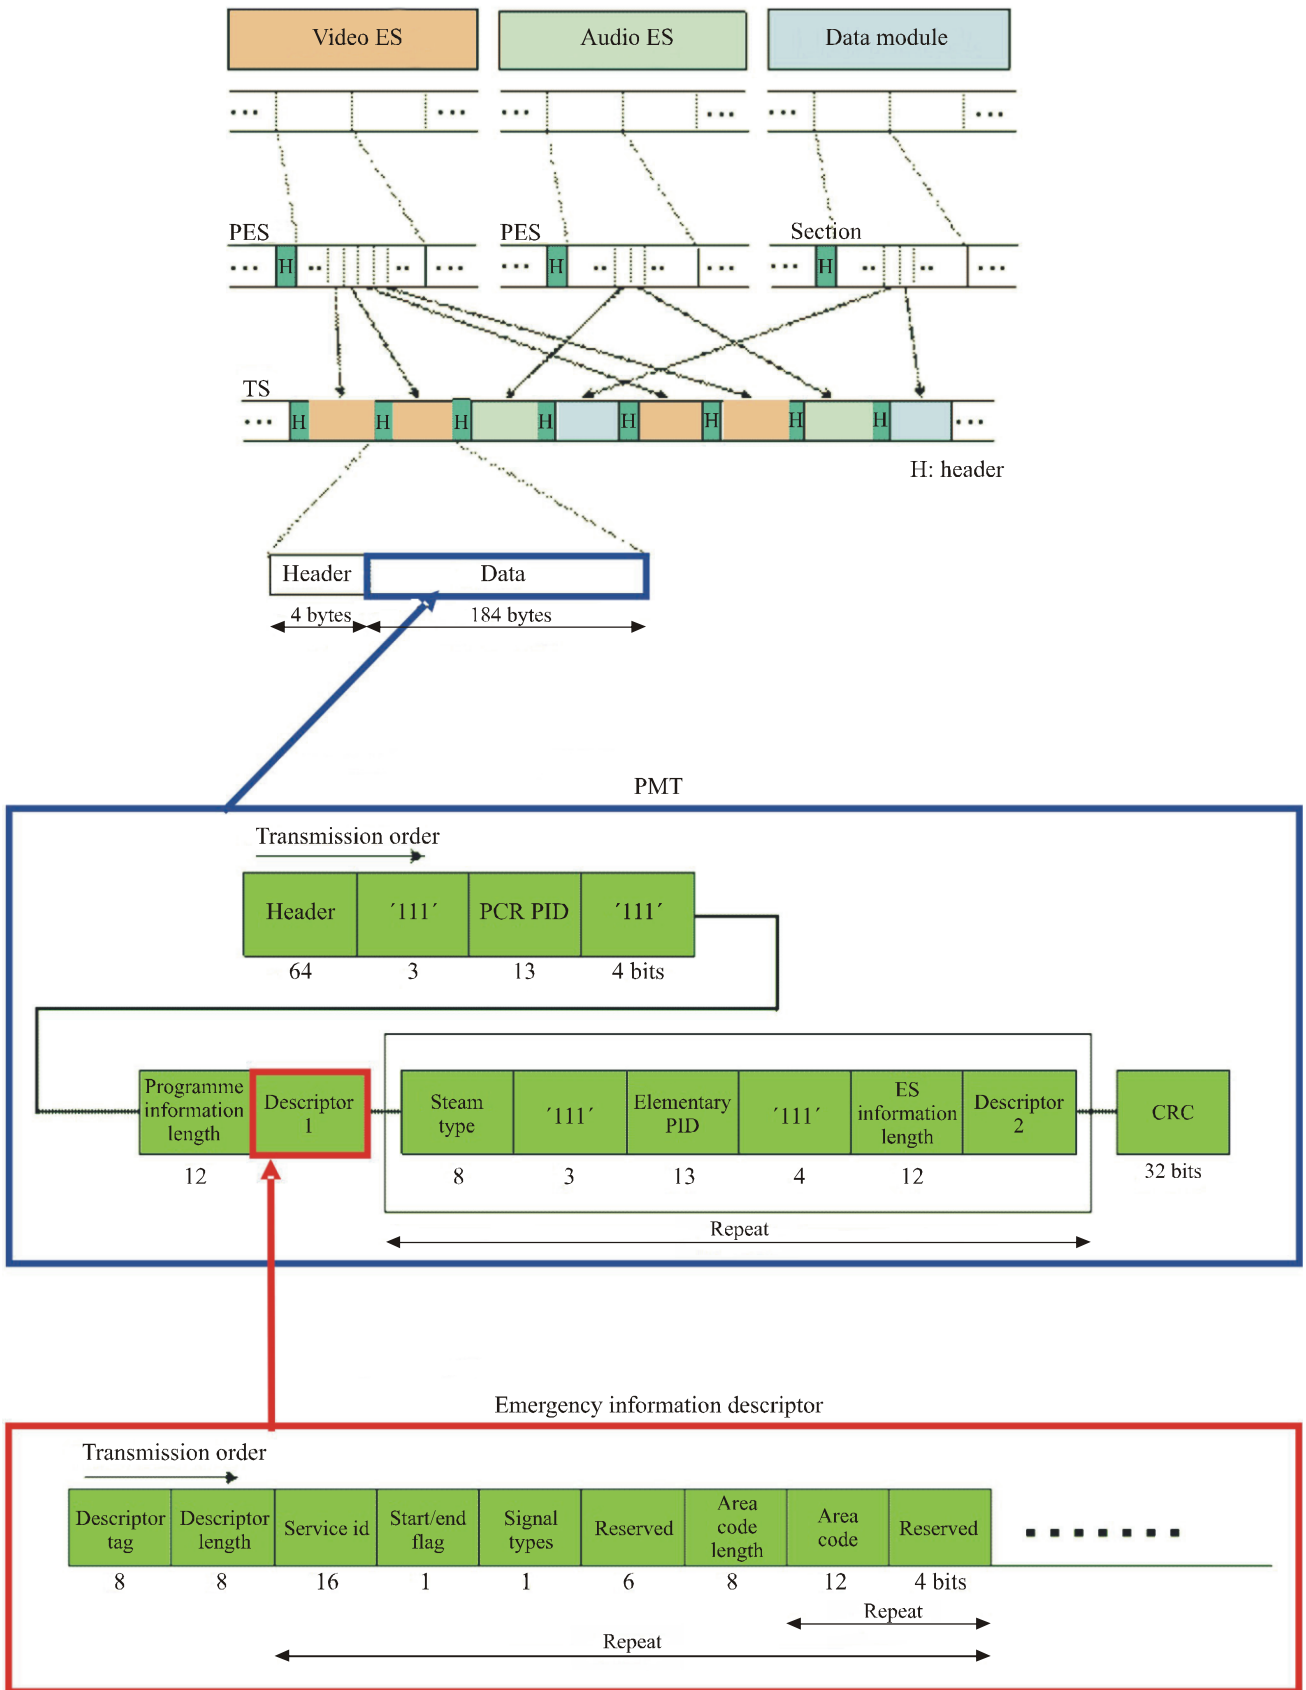 Video ES
Audio ES
Data module
... ...
... ...
... ...
PES
PES
Section
... H .. .. ...
... H .. .. ...
... H .. .. ...
TS
... H H H H H H H H ...
H: header
Header
Data
4 bytes
184 bytes
PMT
Transmission order
Header
´111´
PCR PID
´111´
64
3
13
4 bits
Programme
information
length
Descriptor
1
Steam
type
´111´
Elementary
PID
´111´
ES
information
length
Descriptor
2
CRC
12
8
3
13
4
12
32 bits
Repeat
Emergency information descriptor
Transmission order
Descriptor
tag
Descriptor
length
Service id
Start/end
flag
Signal
types
Reserved
Area
code
length
Area
code
Reserved
8
8
16
1
1
6
8
12
4 bits
Repeat
Repeat